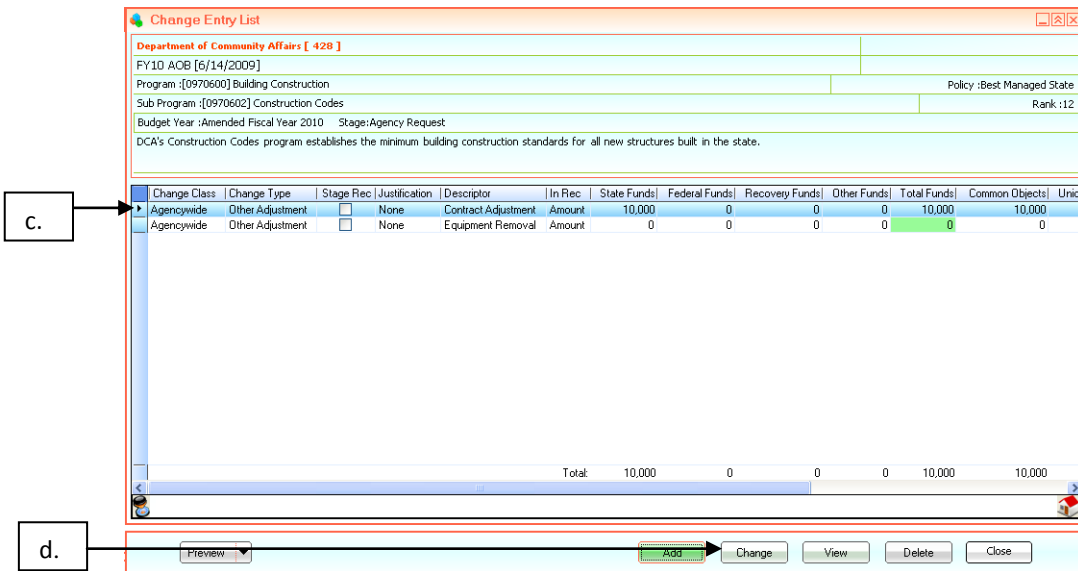 Change Entry List
Department of Community Affairs [ 428 ]
FY10 AOB [6/14/2009]
Program :[0970600] Building Construction Policy :Best Managed State
Sub Program :[0970602] Construction Codes Rank :12
Budget Year :Amended Fiscal Year 2010 Stage:Agency Request
DCA's Construction Codes program establishes the minimum building construction standards for all new structures built in the state.
Change Class Change Type Stage Rec Justification Descriptor In Rec State Funds Federal Funds Recovery Funds Other Funds Total Funds Common Objects Unic
c. Agencywide Other Adjustment None Contract Adjustment Amount 10,000 0 0 0 10,000 10,000
Agencywide Other Adjustment None Equipment Removal Amount 0 0 0 0 0 0
Total: 10,000 0 0 0 10,000 10,000
d. Preview Add Change View Delete Close